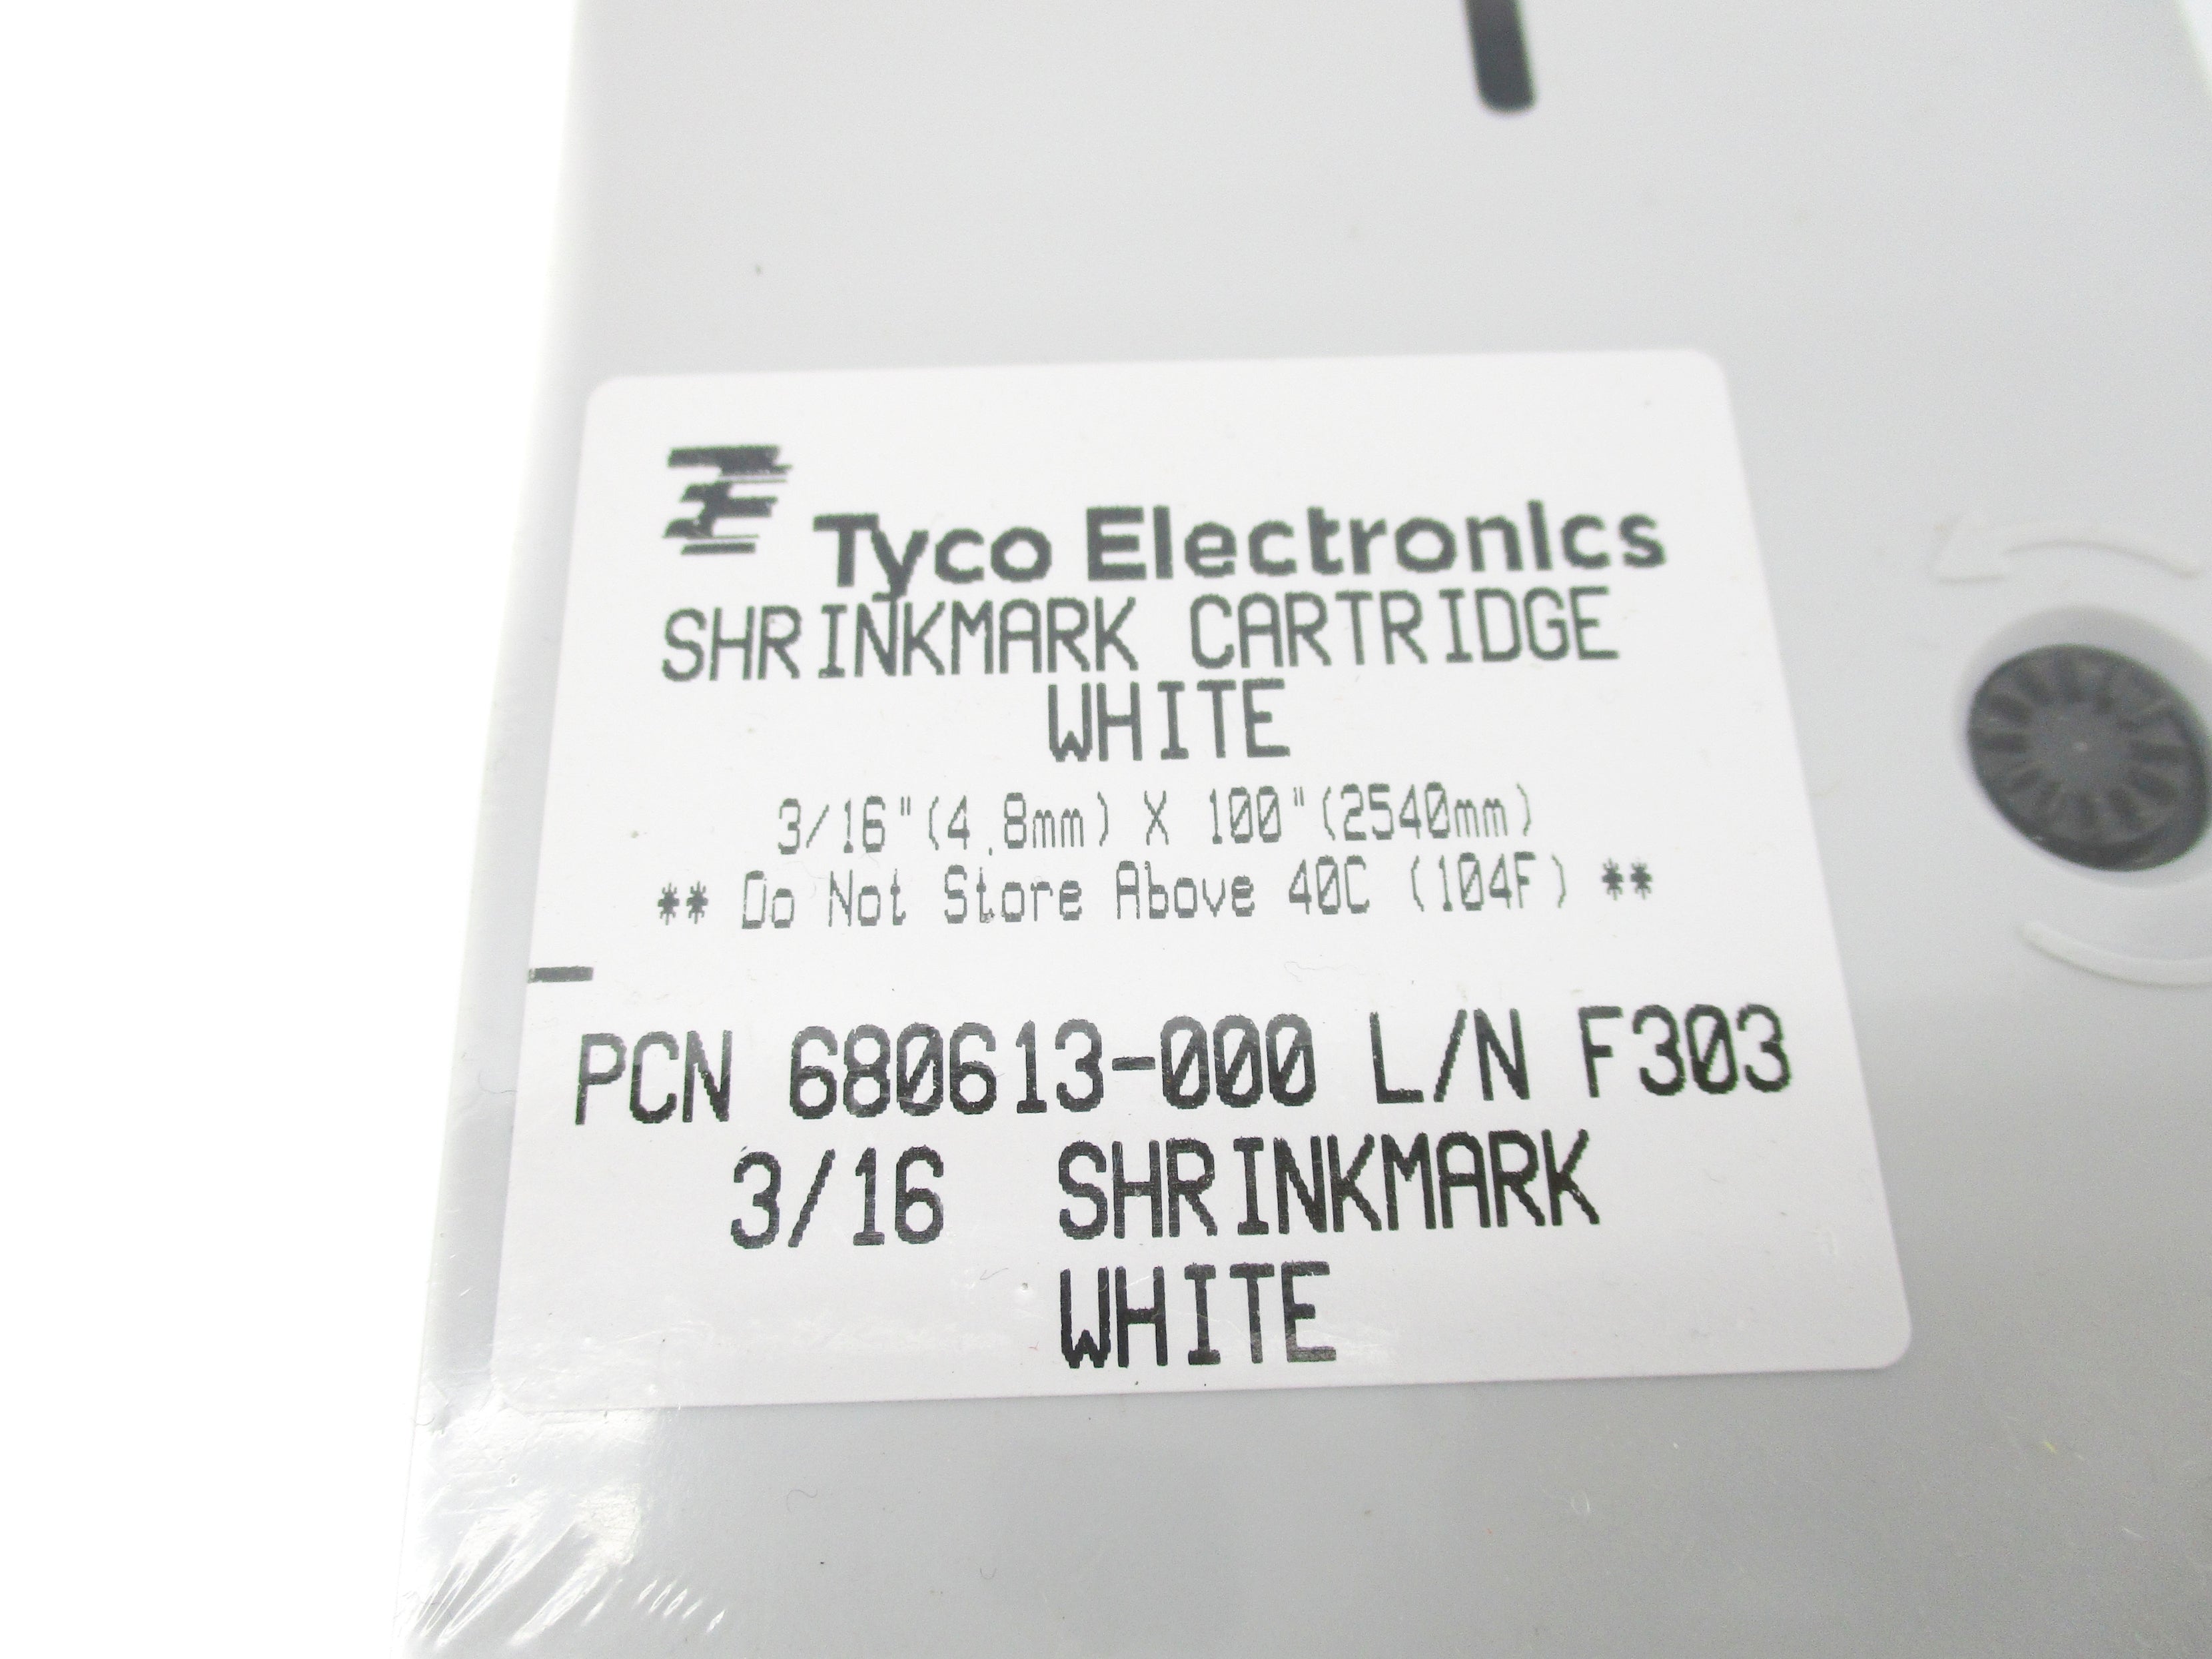 Tyco Electronics
SHRINKMARK CARTRIDGE
WHITE
3/16"(4.8mm) X 100"(2540mm)
** Do Not Store Above 40C (104F) **
PCN 680613-000 L/N F303
3/16 SHRINKMARK
WHITE